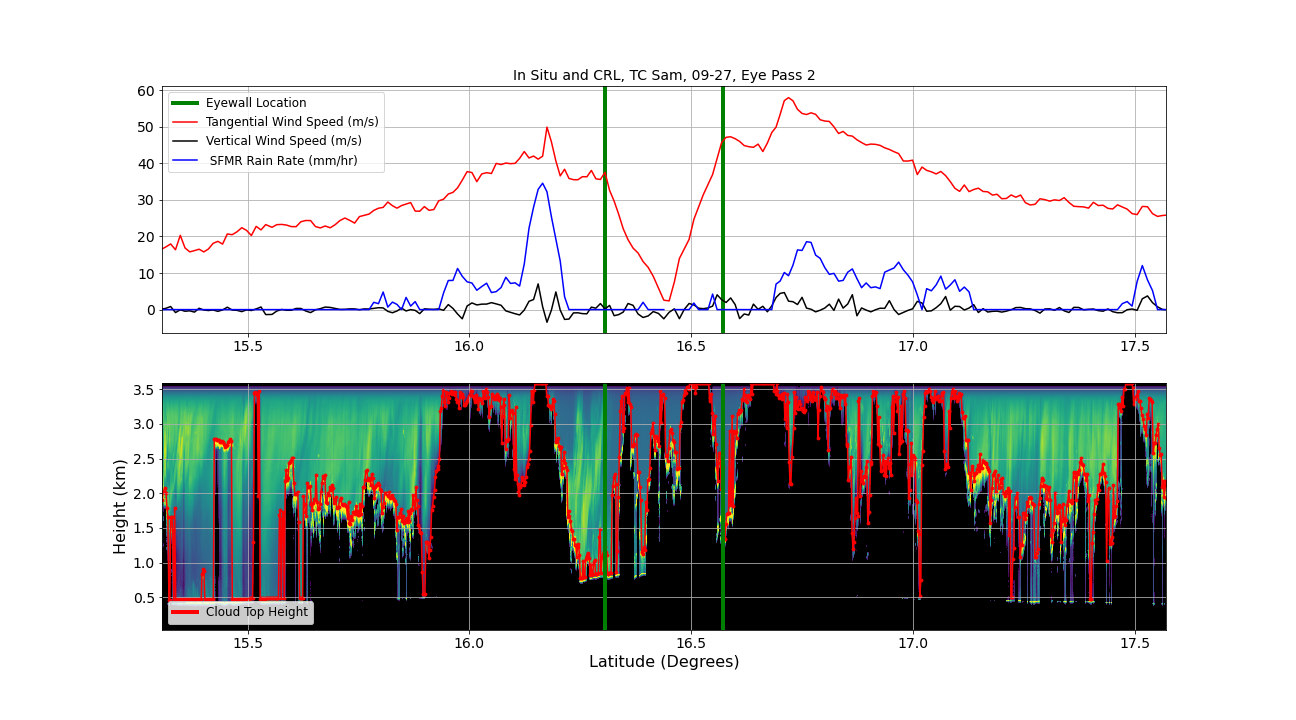 In Situ and CRL, TC Sam, 09-27, Eye Pass 2
60
50
40
30
20
10
0
Eyewall Location
Tangential Wind Speed (m/s)
Vertical Wind Speed (m/s)
SFMR Rain Rate (mm/hr)
15.5 16.0 16.5 17.0 17.5
Height (km)
3.5
3.0
2.5
2.0
1.5
1.0
0.5
Cloud Top Height
15.5 16.0 16.5 17.0 17.5
Latitude (Degrees)